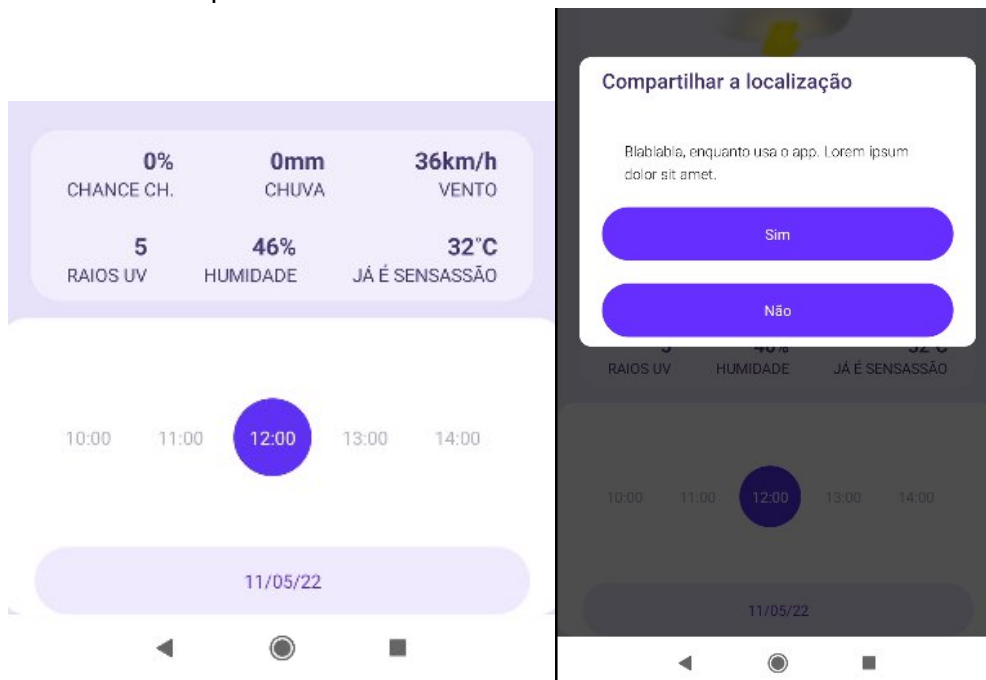 0% 0mm 36km/h
CHANCE CH. CHUVA VENTO
5 46% 32°C
RAIOS UV HUMIDADE JÁ É SENSASSÃO
10:00 11:00 12:00 13:00 14:00
11/05/22
Compartilhar a localização
Blablabla, enquanto usa o app. Lorem ipsum
dolor sit amet.
Sim
Não
5 46% 32°C
RAIOS UV HUMIDADE JÁ É SENSASSÃO
10:00 11:00 12:00 13:00 14:00
11/05/22